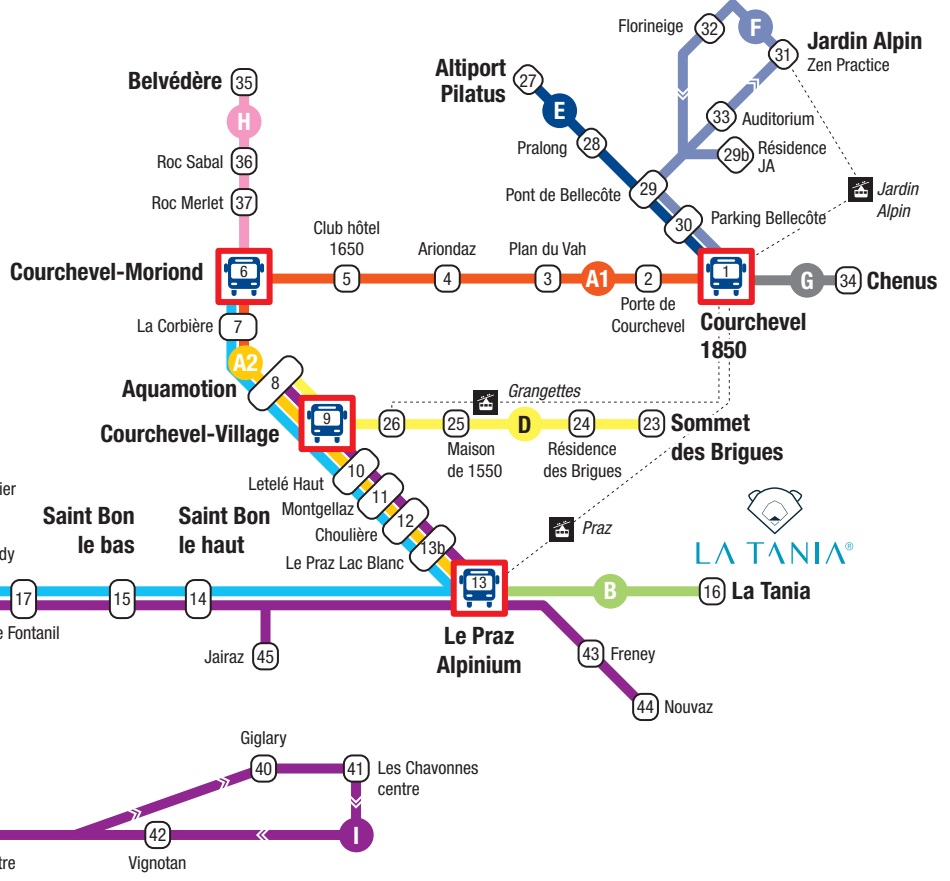 Florineige
32
F
31
Jardin Alpin
Zen Practice
Belvédère
35
Altiport
Pilatus
27
E
H
33
Auditorium
28
Pralong
29b
Résidence
JA
Roc Sabal
36
Jardin
Alpin
Roc Merlet
37
Pont de Bellecôte
29
30
Parking Bellecôte
Club hôtel
1650
Ariondaz
Plan du Vah
Courchevel-Moriond
6
5
4
3
A1
2
1
G
34
Chenus
Porte de
Courchevel
Courchevel
1850
La Corbière
7
A2
Aquamotion
8
Grangettes
Courchevel-Village
9
26
25
D
24
23
Sommet
des Brigues
Maison
de 1550
Résidence
des Brigues
Letelé Haut
10
Montgellaz
11
Choulière
12
Le Praz Lac Blanc
13b
Praz
LA TANIA®
ier
Saint Bon
le bas
Saint Bon
le haut
dy
17
15
14
13
B
16
La Tania
e Fontanil
Le Praz
Alpinium
Jairaz
45
43
Freney
44
Nouvaz
Giglary
40
41
Les Chavonnes
centre
42
I
tre
Vignotan